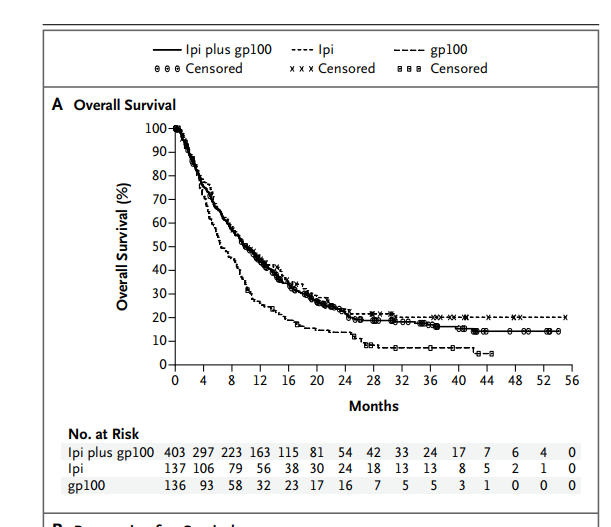 Ipi plus gp100 Ipi gp100
Censored Censored Censored
A Overall Survival
Overall Survival (%)
100
90
80
70
60
50
40
30
20
10
0
0 4 8 12 16 20 24 28 32 36 40 44 48 52 56
Months
No. at Risk
Ipi plus gp100 403 297 223 163 115 81 54 42 33 24 17 7 6 4 0
Ipi 137 106 79 56 38 30 24 18 13 13 8 5 2 1 0
gp100 136 93 58 32 23 17 16 7 5 5 3 1 0 0 0